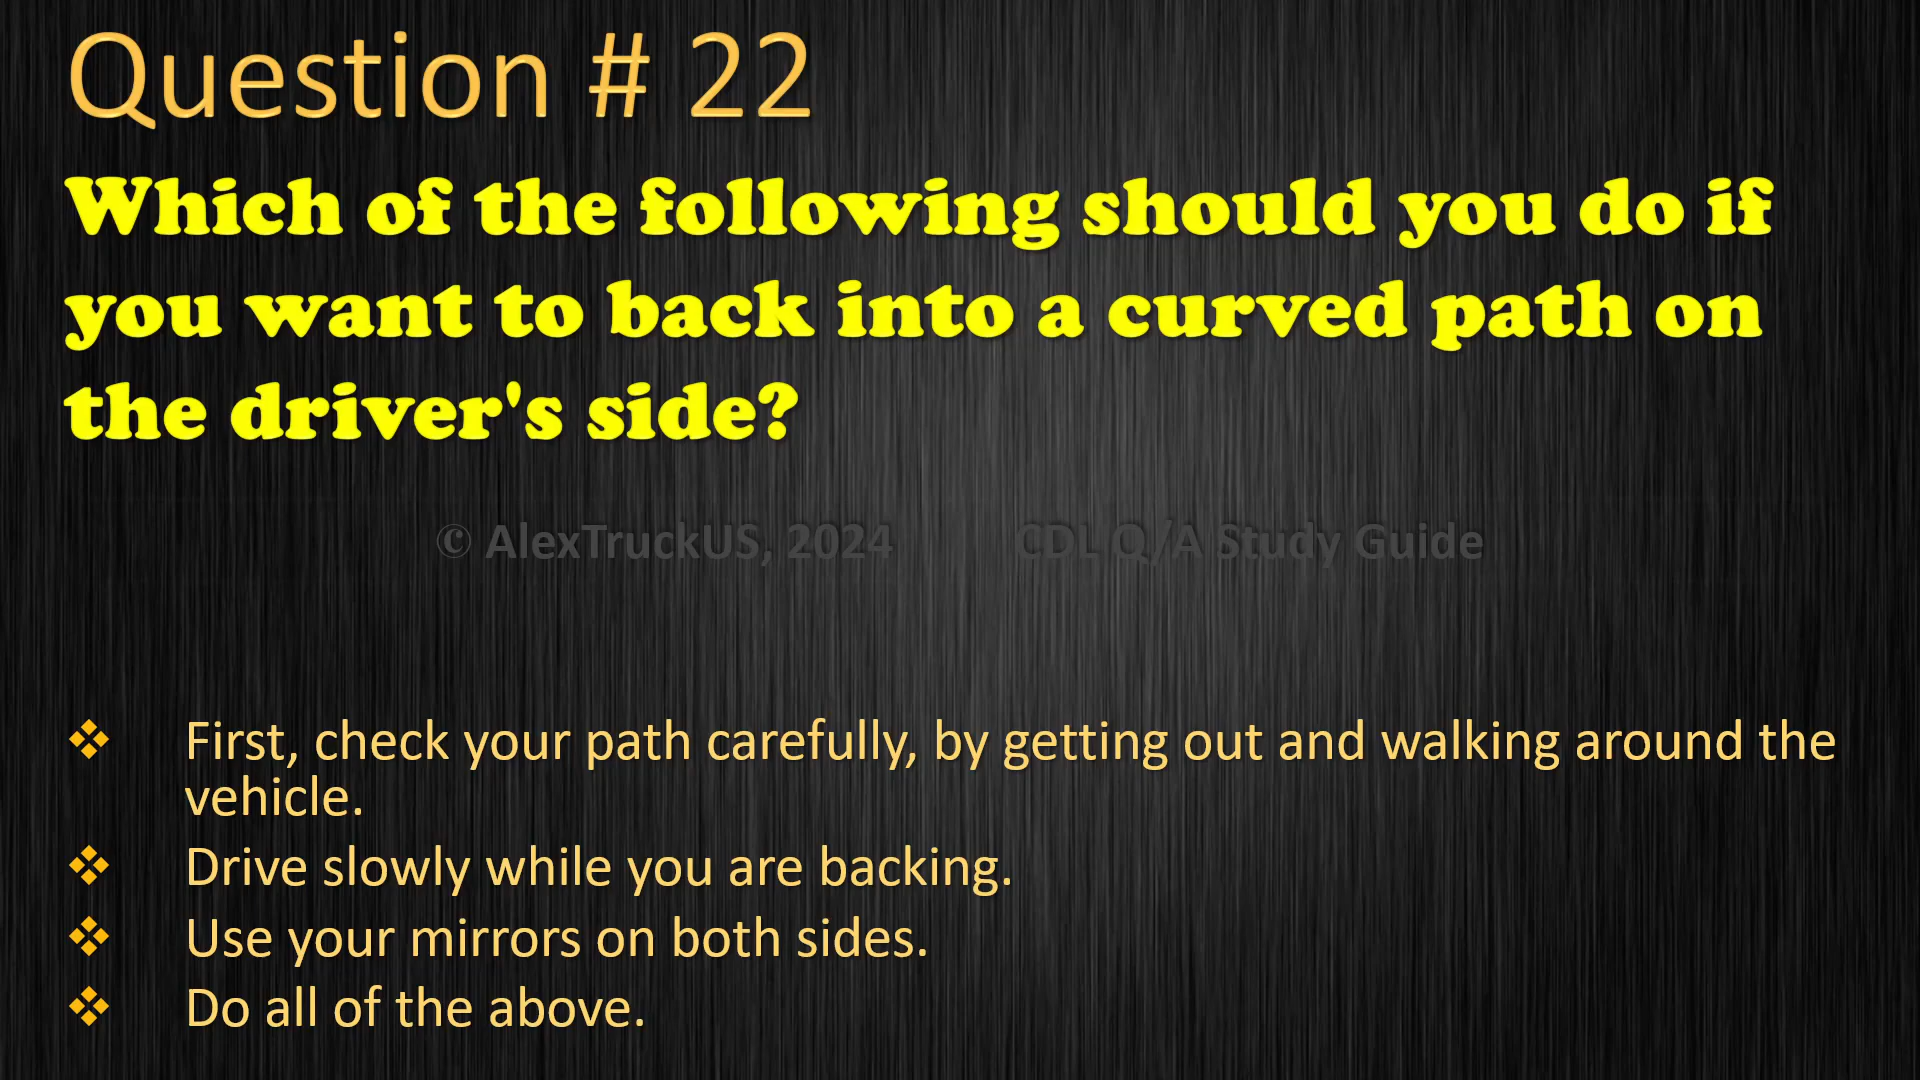 Question # 22
Which of the following should you do if
you want to back into a curved path on
the driver's side?
© AlexTruckUS, 2024 CDL Q/A Study Guide
❖ First, check your path carefully, by getting out and walking around the
vehicle.
❖ Drive slowly while you are backing.
❖ Use your mirrors on both sides.
❖ Do all of the above.